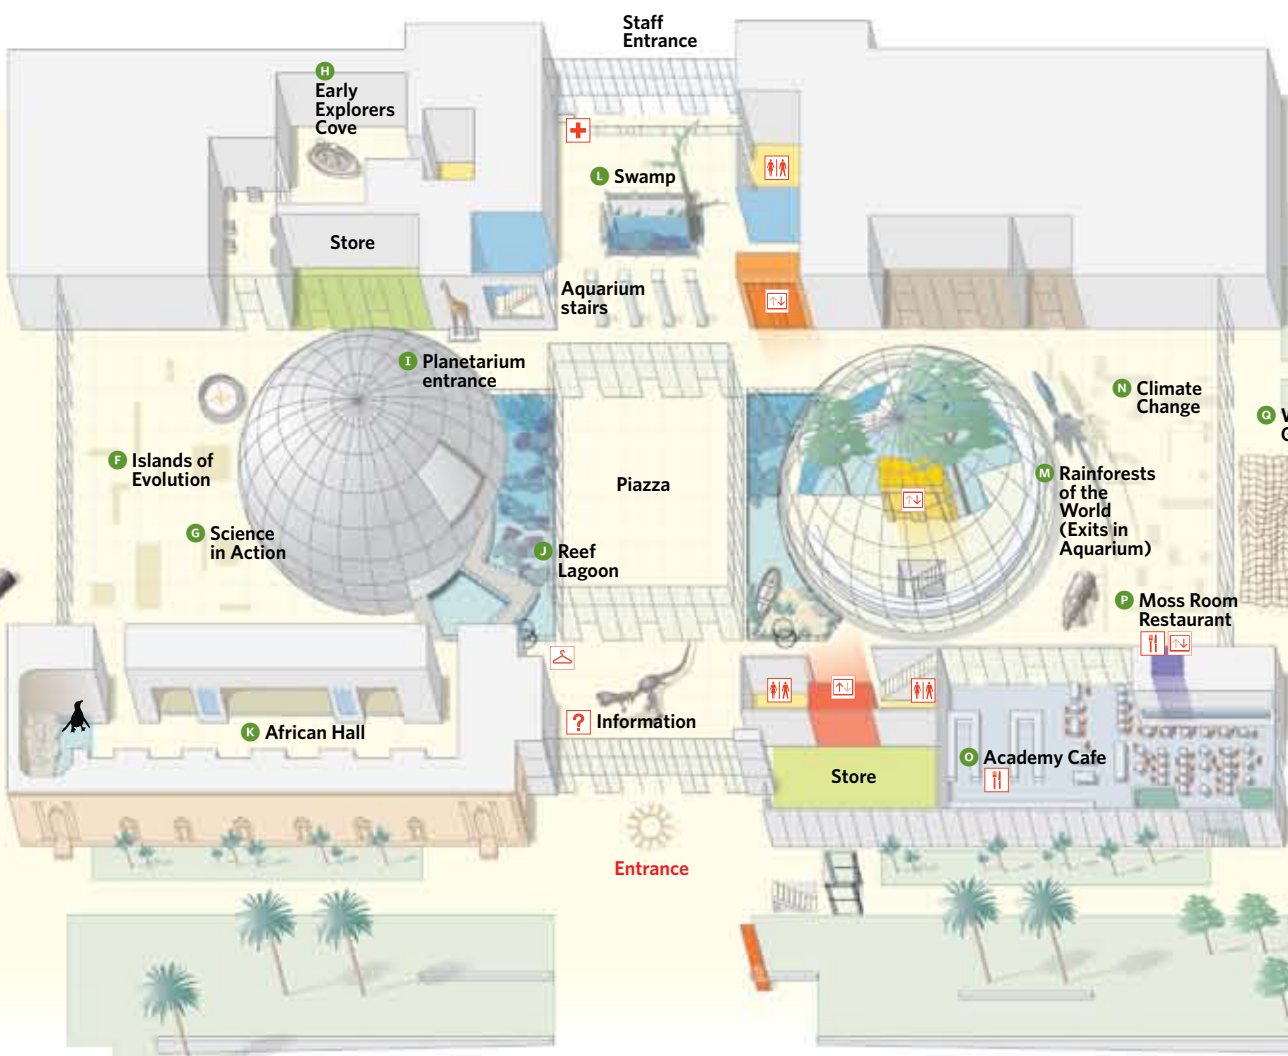 Staff
Entrance
H
Early
Explorers
Cove
L Swamp
Store
Aquarium
stairs
I Planetarium
entrance
N Climate
Change
Q
F Islands of
Evolution
Piazza
M Rainforests
of the
World
(Exits in
Aquarium)
G Science
in Action
J Reef
Lagoon
P Moss Room
Restaurant
? Information
K African Hall
O Academy Cafe
Store
Entrance